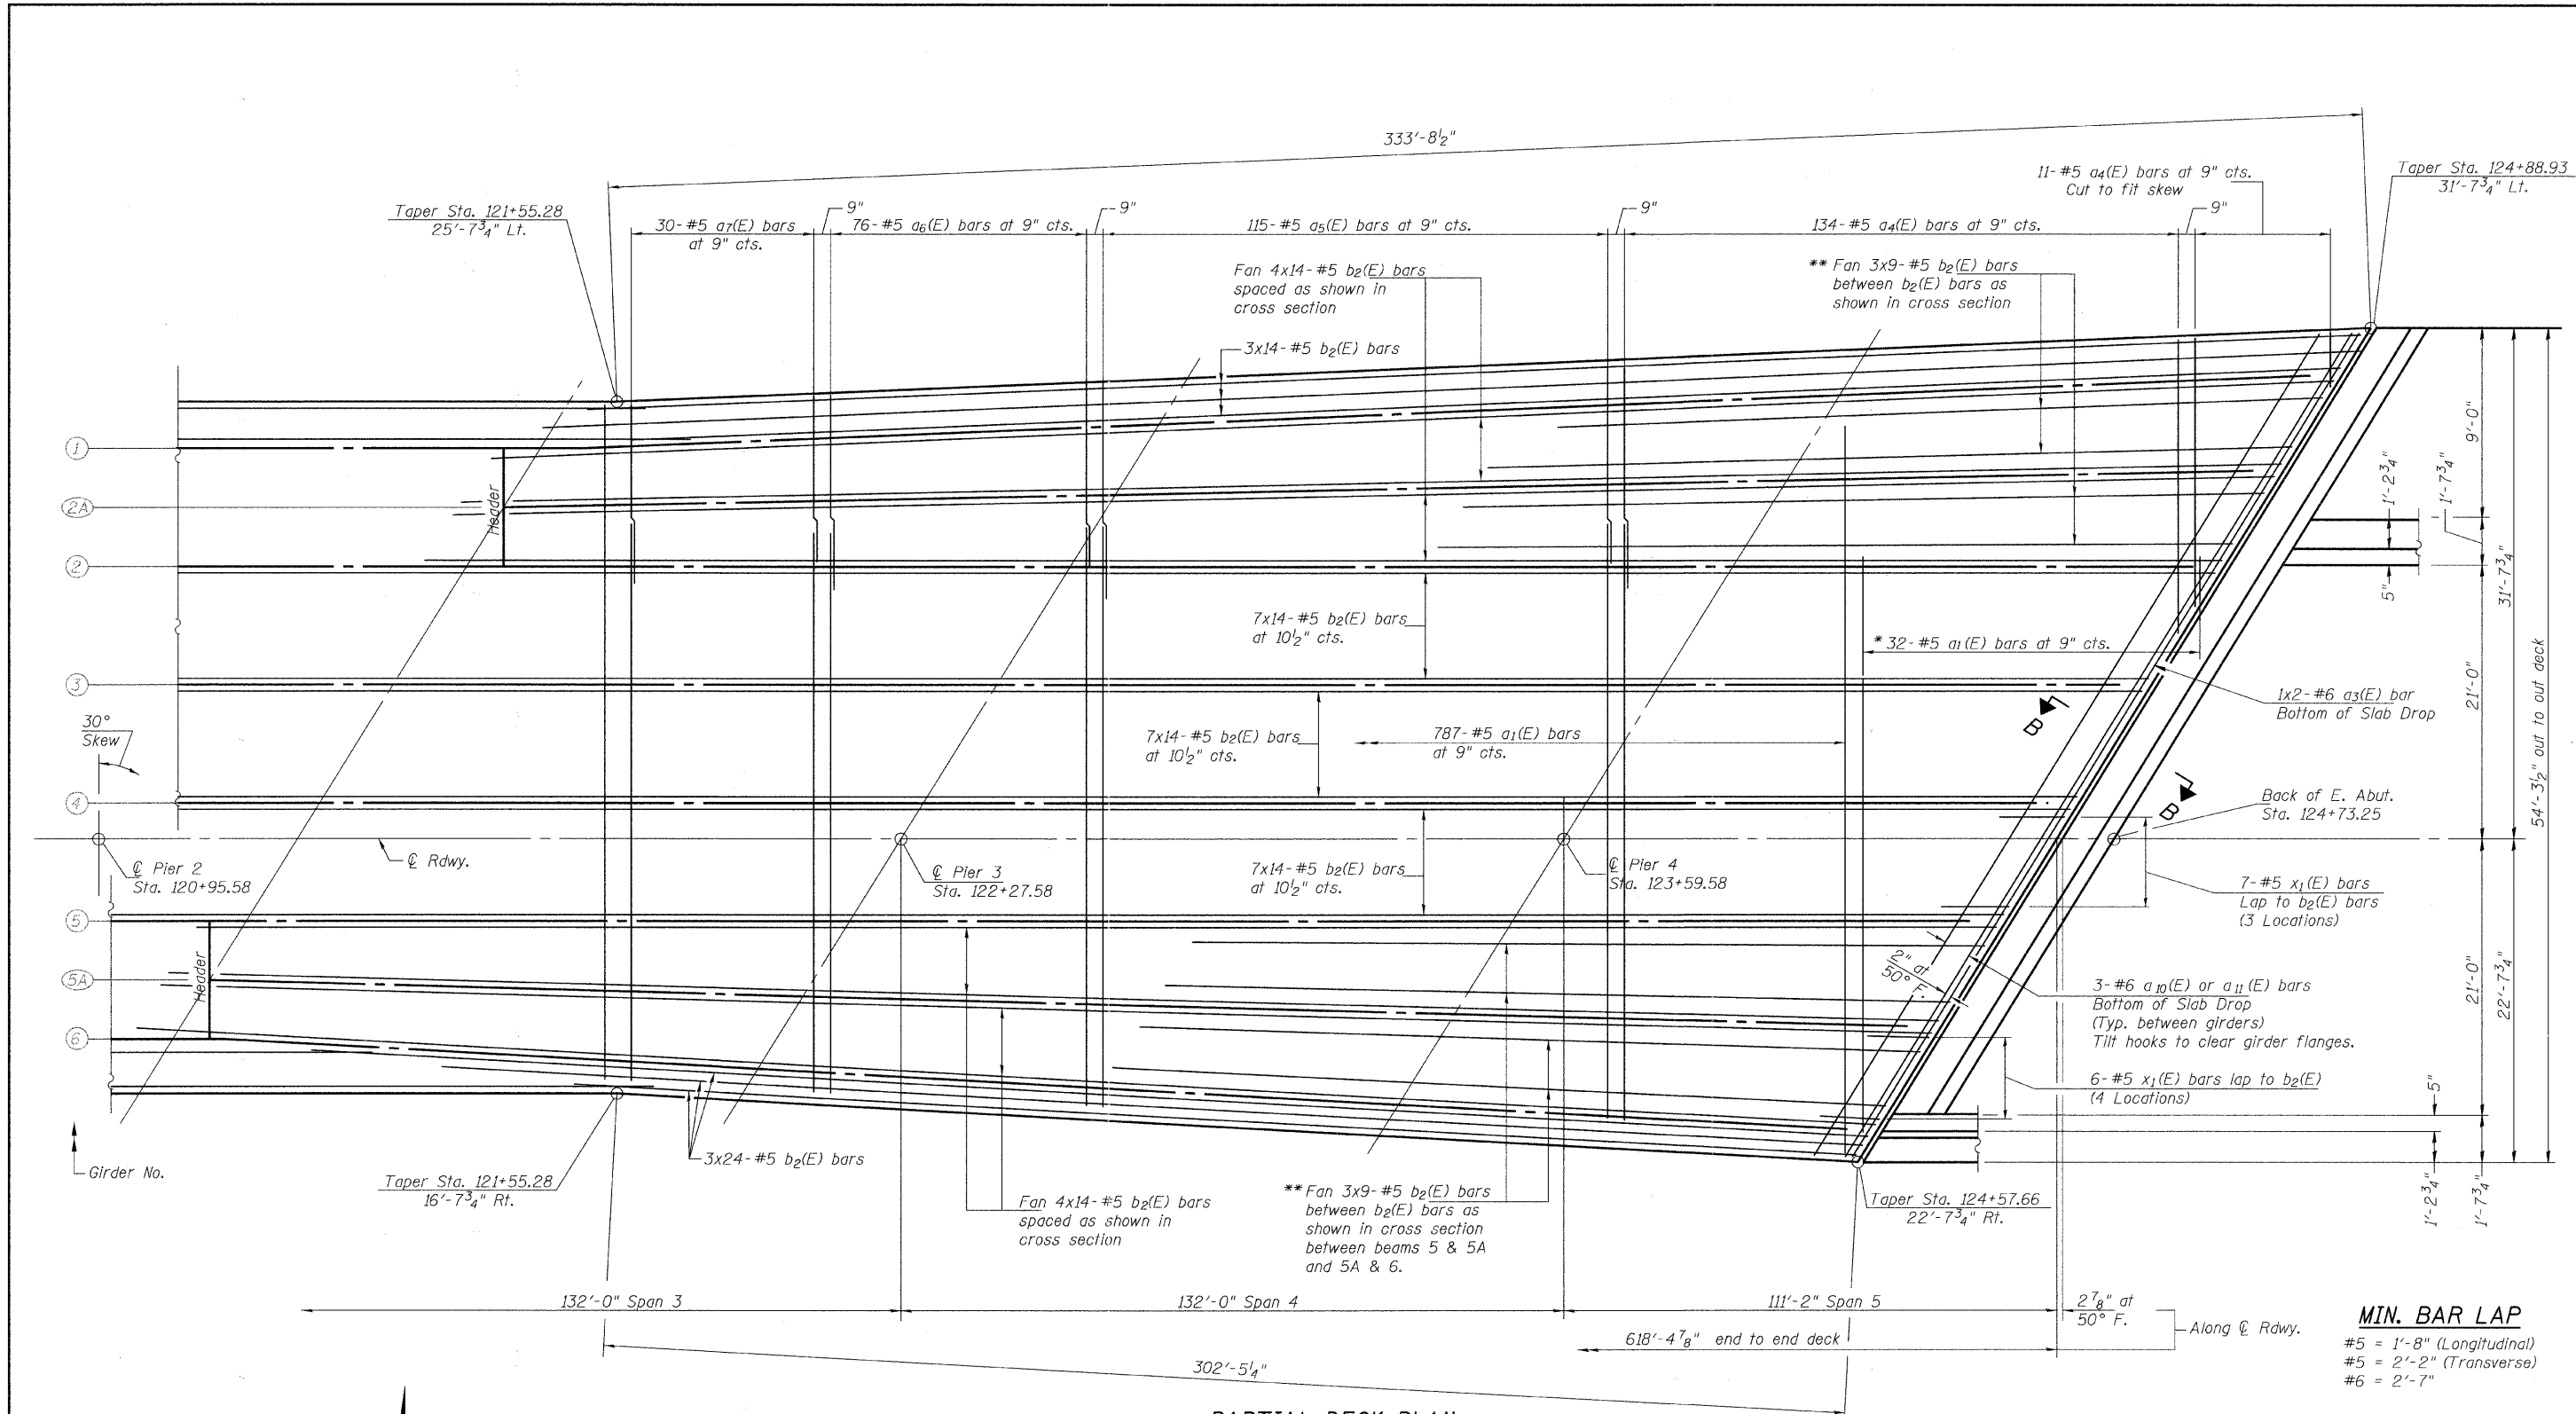 333'-8½"
Taper Sta. 124+88.93
31'-7¾" Lt.
11-#5 a4(E) bars at 9" cts.
Cut to fit skew
Taper Sta. 121+55.28
25'-7¾" Lt.
30-#5 a7(E) bars
at 9" cts.
9"
76-#5 a6(E) bars at 9" cts.
9"
115-#5 a5(E) bars at 9" cts.
9"
134-#5 a4(E) bars at 9" cts.
9"
Fan 4x14-#5 b2(E) bars
spaced as shown in
cross section
** Fan 3x9-#5 b2(E) bars
between b2(E) bars as
shown in cross section
3x14-#5 b2(E) bars
1
2A
Header
2
3
4
5
5A
Header
6
9'-0"
1'-2¾"
1'-7¾"
5"
31'-7¾"
21'-0"
54'-3½" out to out deck
7x14-#5 b2(E) bars
at 10½" cts.
* 32-#5 a1(E) bars at 9" cts.
1x2-#6 a3(E) bar
Bottom of Slab Drop
30°
Skew
7x14-#5 b2(E) bars
at 10½" cts.
787-#5 a1(E) bars
at 9" cts.
B
B
Back of E. Abut.
Sta. 124+73.25
℄ Pier 2
Sta. 120+95.58
℄ Rdwy.
℄ Pier 3
Sta. 122+27.58
7x14-#5 b2(E) bars
at 10½" cts.
℄ Pier 4
Sta. 123+59.58
7-#5 x1(E) bars
Lap to b2(E) bars
(3 Locations)
2" at
50° F.
3-#6 a10(E) or a11(E) bars
Bottom of Slab Drop
(Typ. between girders)
Tilt hooks to clear girder flanges.
21'-0"
22'-7¾"
6-#5 x1(E) bars lap to b2(E)
(4 Locations)
5"
1'-2¾"
1'-7¾"
Girder No.
3x24-#5 b2(E) bars
Taper Sta. 121+55.28
16'-7¾" Rt.
Fan 4x14-#5 b2(E) bars
spaced as shown in
cross section
** Fan 3x9-#5 b2(E) bars
between b2(E) bars as
shown in cross section
between beams 5 & 5A
and 5A & 6.
Taper Sta. 124+57.66
22'-7¾" Rt.
132'-0" Span 3
132'-0" Span 4
111'-2" Span 5
2⅞" at
50° F.
618'-4⅞" end to end deck
Along ℄ Rdwy.
302'-5¼"
MIN. BAR LAP
#5 = 1'-8" (Longitudinal)
#5 = 2'-2" (Transverse)
#6 = 2'-7"
PARTIAL DECK PLAN